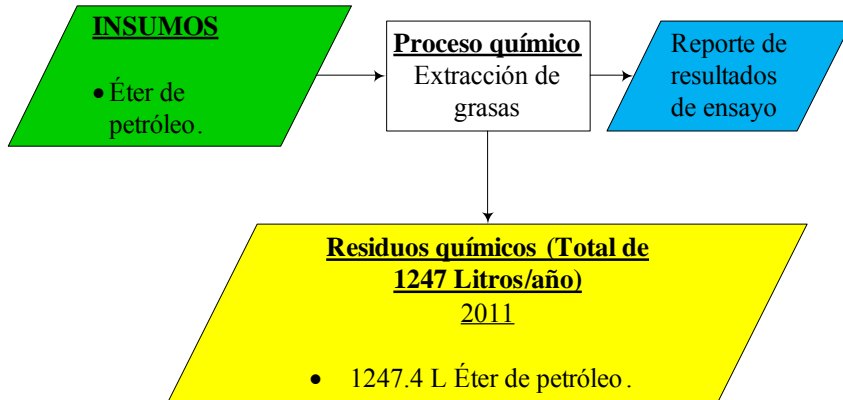 INSUMOS
• Éter de
petróleo.
Proceso químico
Extracción de
grasas
Reporte de
resultados
de ensayo
Residuos químicos (Total de
1247 Litros/año)
2011
• 1247.4 L Éter de petróleo.